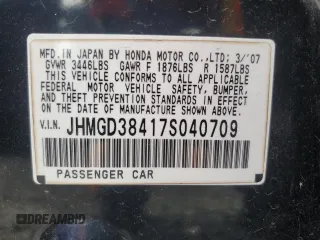 MFD. IN JAPAN BY HONDA MOTOR CO., LTD. 3/'07
GVWR 3446LBS GAWR F 1876LBS R 1587LBS
THIS VEHICLE CONFORMS TO ALL APPLICABLE
FEDERAL MOTOR VEHICLE SAFETY, BUMPER,
AND THEFT PREVENTION STANDARDS IN EFFECT
ON THE DATE OF MANUFACTURE SHOWN ABOVE.
V.I.N. JHMGD38417S040709
PASSENGER CAR
DREAMBID